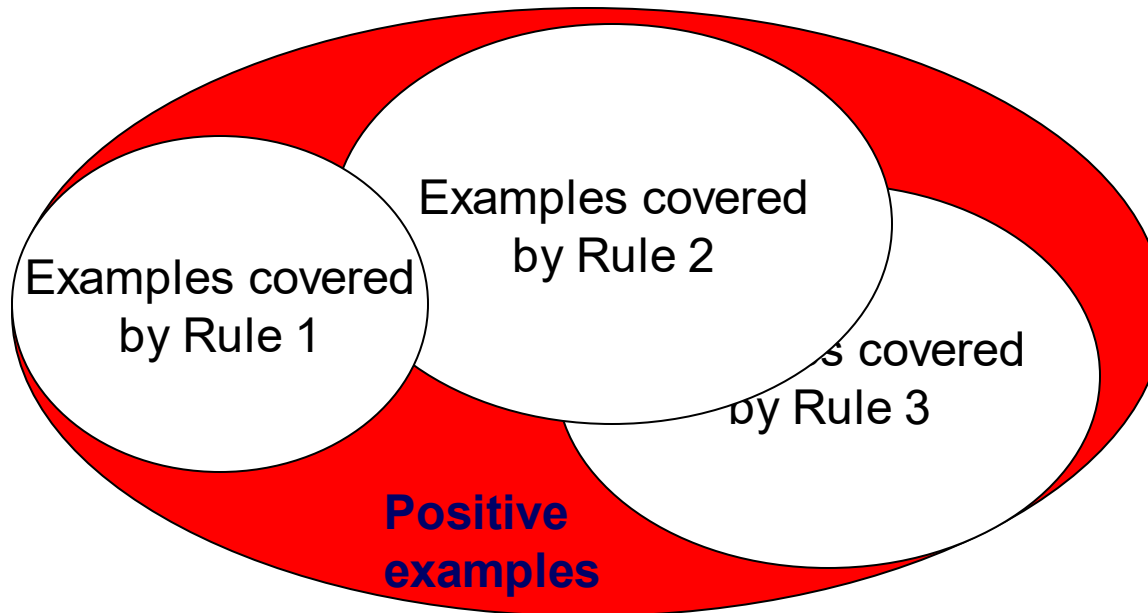 Examples covered
by Rule 2
Examples covered
by Rule 1
covered
by Rule 3
Positive
examples